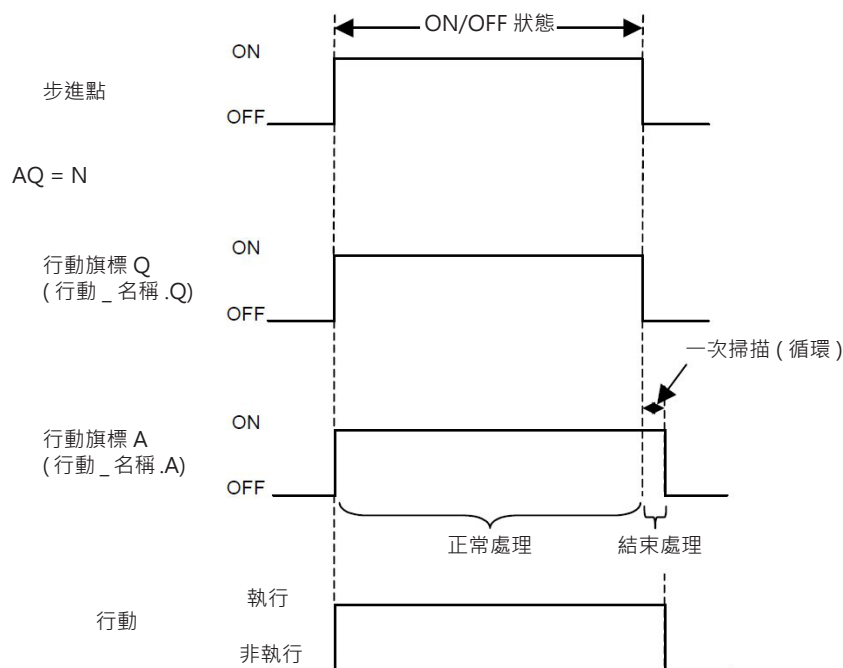 ON/OFF 狀態
ON
步進點
OFF
AQ = N
ON
行動旗標 Q
( 行動 _ 名稱 .Q)
OFF
一次掃描 ( 循環 )
ON
行動旗標 A
( 行動 _ 名稱 .A)
OFF
正常處理
結束處理
執行
行動
非執行